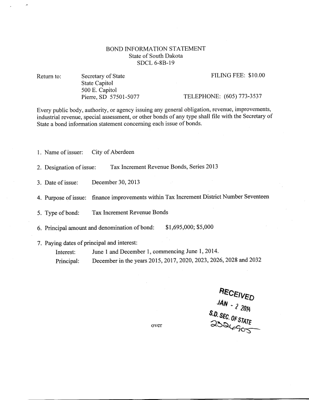 BOND INFORMATION STATEMENT
State of South Dakota
SDCL 6-8B-19
Return to: Secretary of State FILING FEE: $10.00
State Capitol
500 E. Capitol
Pierre, SD 57501-5077 TELEPHONE: (605) 773-3537
Every public body, authority, or agency issuing any general obligation, revenue, improvements,
industrial revenue, special assessment, or other bonds of any type shall file with the Secretary of
State a bond information statement concerning each issue of bonds.
1. Name of issuer: City of Aberdeen
2. Designation of issue: Tax Increment Revenue Bonds, Series 2013
3. Date of issue: December 30, 2013
4. Purpose of issue: finance improvements within Tax Increment District Number Seventeen
5. Type of bond: Tax Increment Revenue Bonds
6. Principal amount and denomination of bond: $1,695,000; $5,000
7. Paying dates of principal and interest:
Interest: June 1 and December 1, commencing June 1, 2014.
Principal: December in the years 2015, 2017, 2020, 2023, 2026, 2028 and 2032
RECEIVED
JAN - 2 2014
S.D. SEC. OF STATE
over